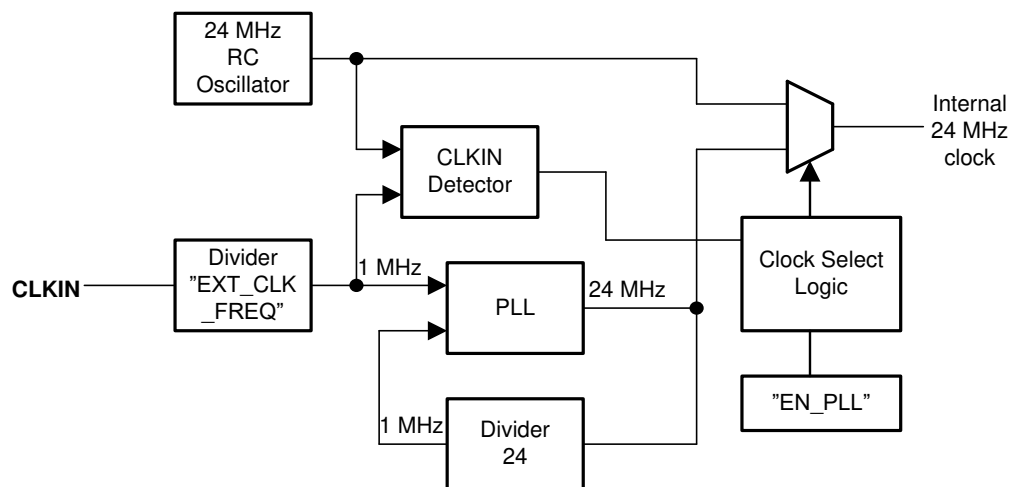 24 MHz
RC
Oscillator
Internal
24 MHz
clock
CLKIN
Detector
CLKIN
Divider
”EXT_CLK
_FREQ”
1 MHz
PLL
24 MHz
Clock Select
Logic
1 MHz
Divider
24
”EN_PLL”